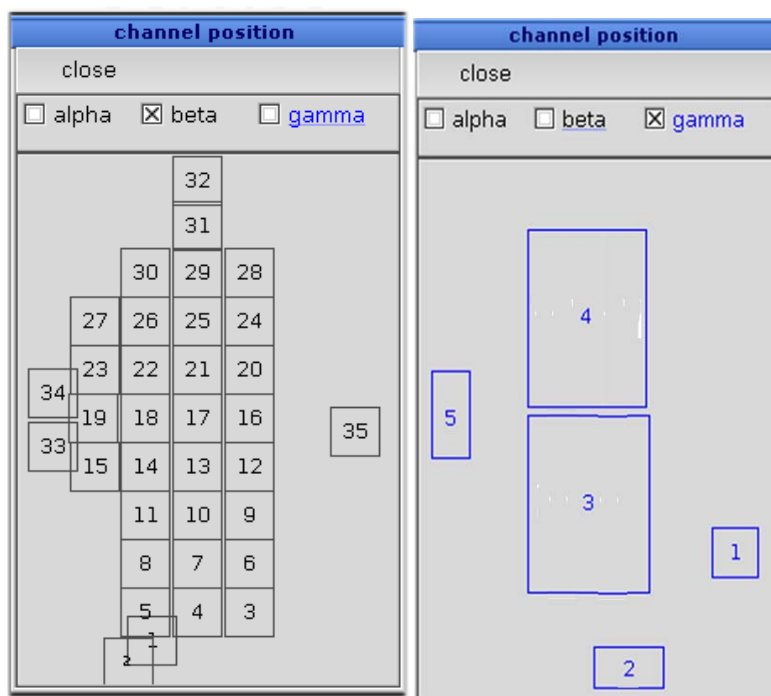 channel position
close
alpha beta gamma
32
31
30 29 28
27 26 25 24
23 22 21 20
34
19 18 17 16
35
33
15 14 13 12
11 10 9
8 7 6
5 4 3
1
2
channel position
close
alpha beta gamma
4
5
3
1
2